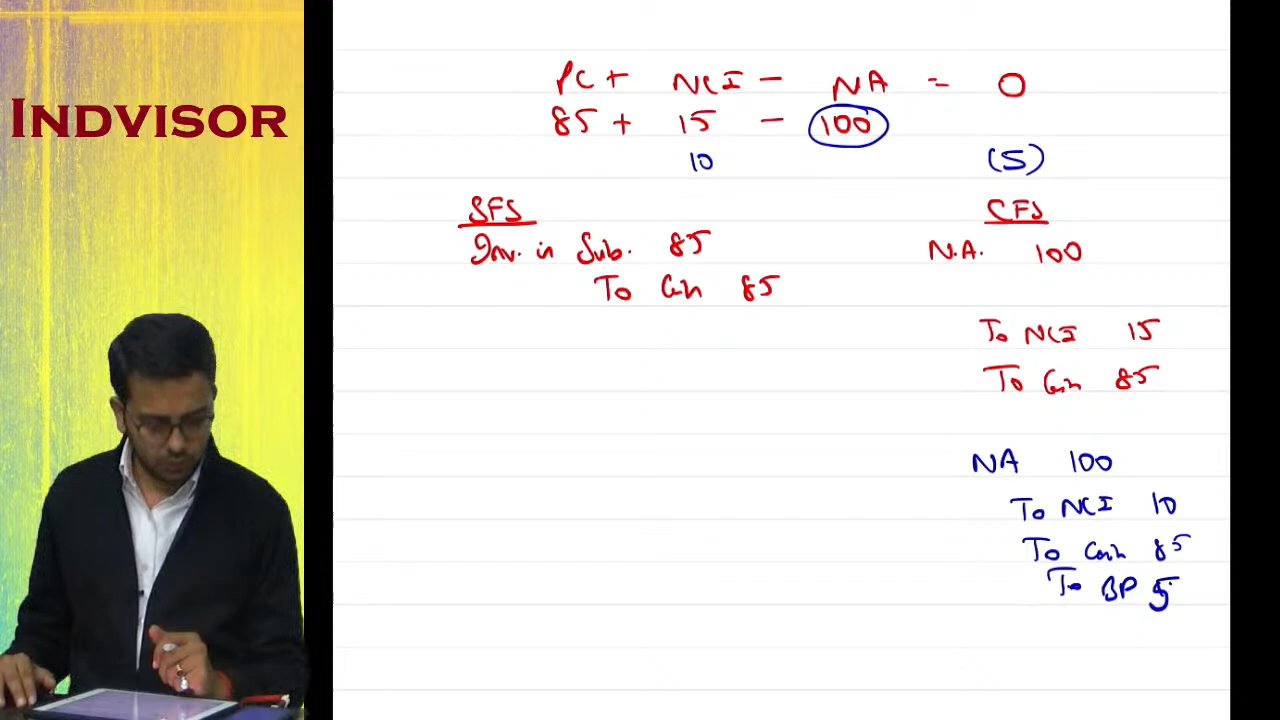 INDVISOR
PC + NCI - NA = 0
85 + 15 - 100
10 (5)
SFS
Inv. in Sub. 85
To Cash 85
CFS
N.A. 100
To NCI 15
To Cash 85
NA 100
To NCI 10
To Cash 85
To BP 5